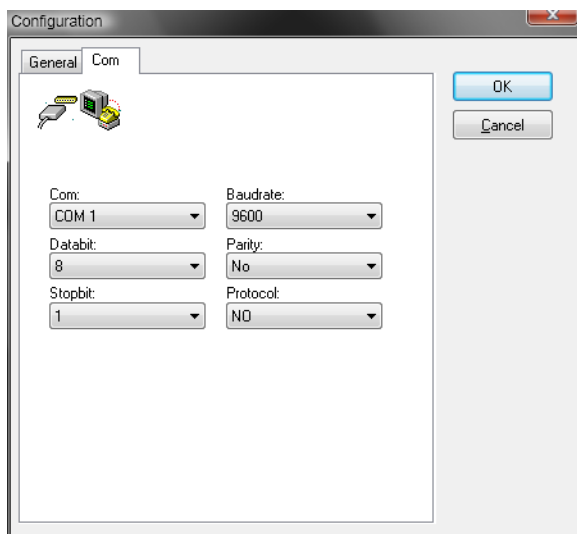 Configuration
General Com
OK
Cancel
Com: Baudrate:
COM 1 9600
Databit: Parity:
8 No
Stopbit: Protocol:
1 NO